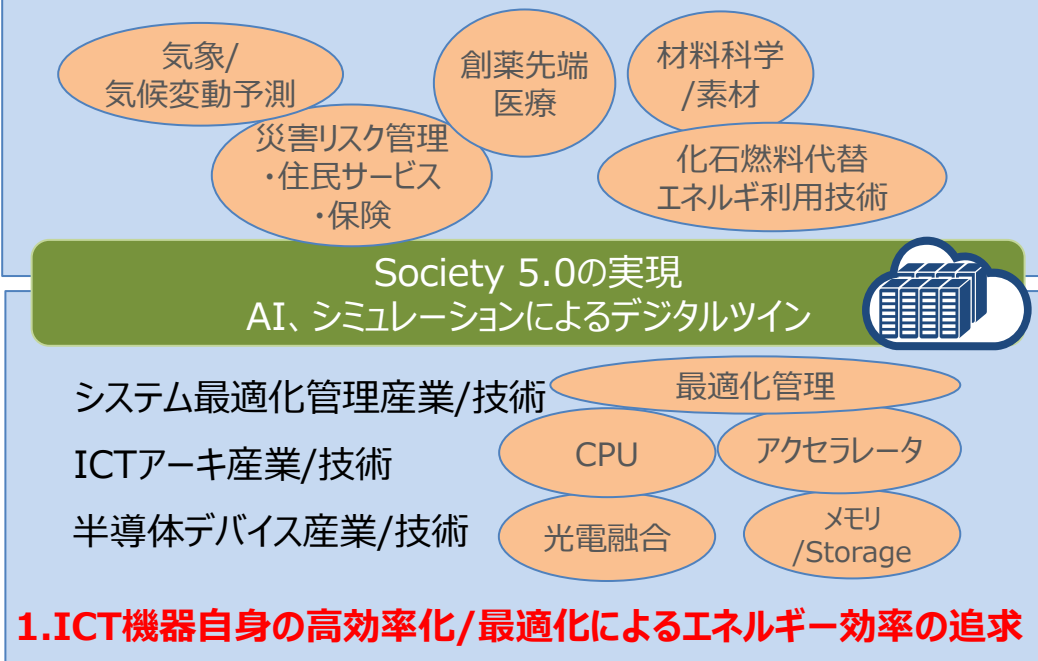 気象/
気候変動予測
創薬先端
医療
材料科学
/素材
災害リスク管理
・住民サービス
・保険
化石燃料代替
エネルギ利用技術
Society 5.0の実現
AI、シミュレーションによるデジタルツイン
システム最適化管理産業/技術
最適化管理
ICTアーキ産業/技術
CPU
アクセラレータ
半導体デバイス産業/技術
光電融合
メモリ
/Storage
1.ICT機器自身の高効率化/最適化によるエネルギー効率の追求